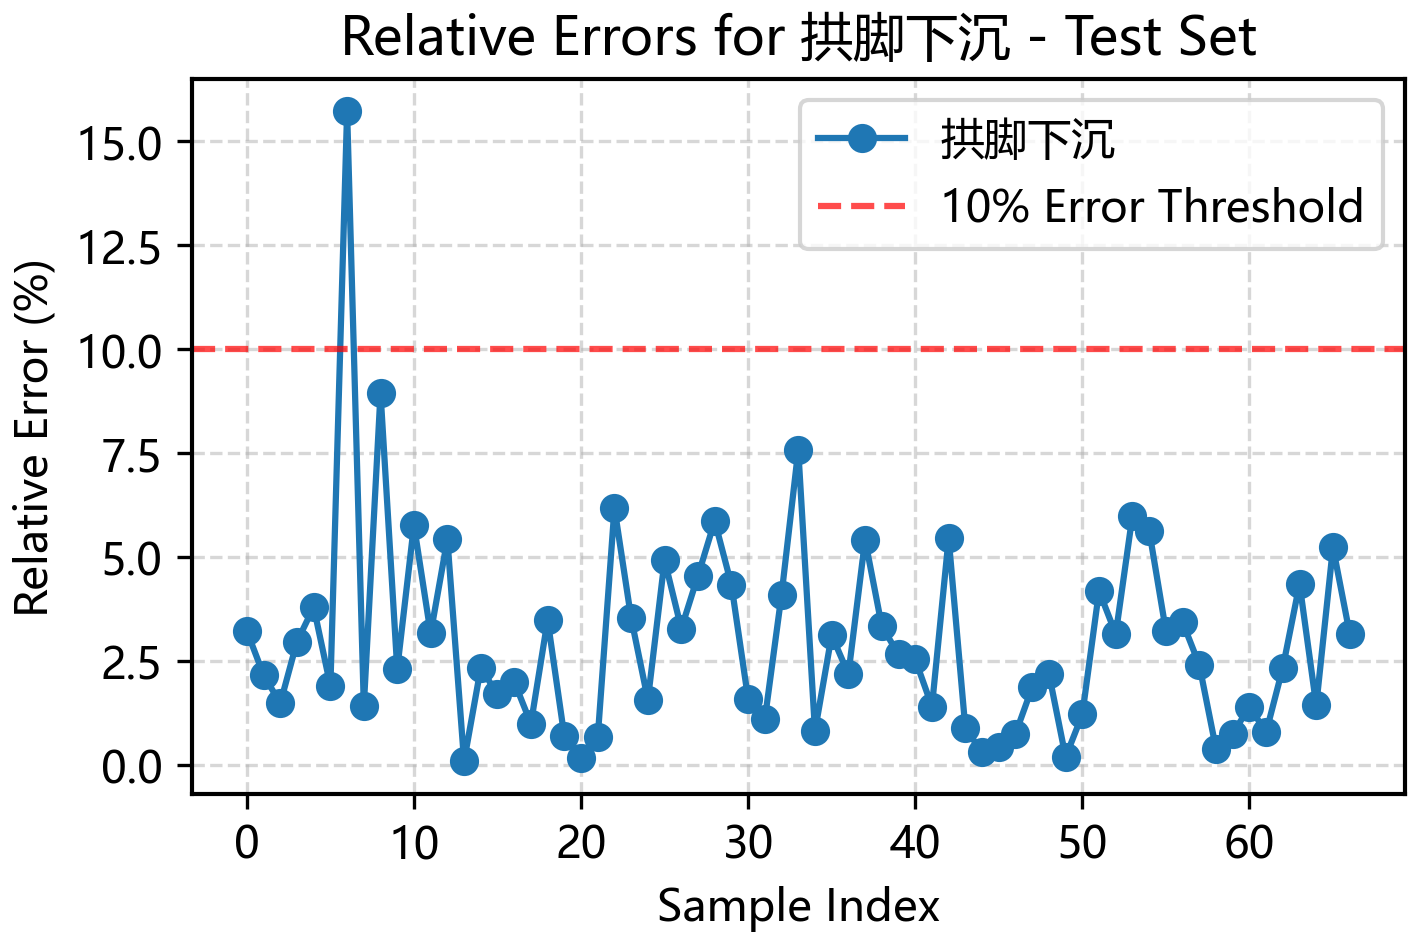 Relative Errors for 拱脚下沉 - Test Set
拱脚下沉
10% Error Threshold
Relative Error (%)
15.0
12.5
10.0
7.5
5.0
2.5
0.0
0 10 20 30 40 50 60
Sample Index